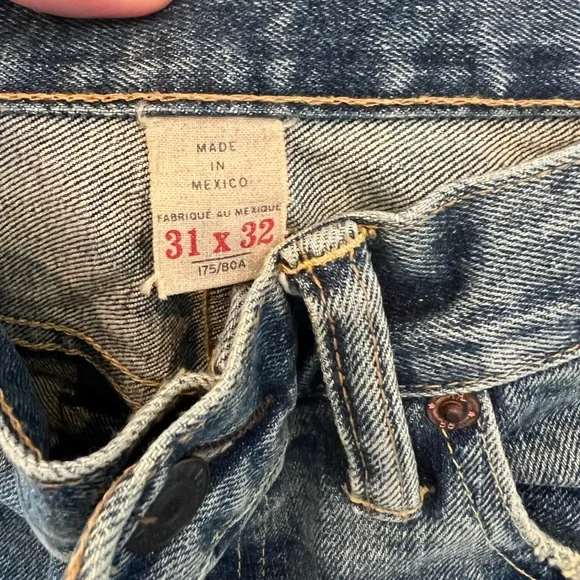 MADE
IN
MEXICO
FABRIQUÉ AU MEXIQUE
31 x 32
175/80A